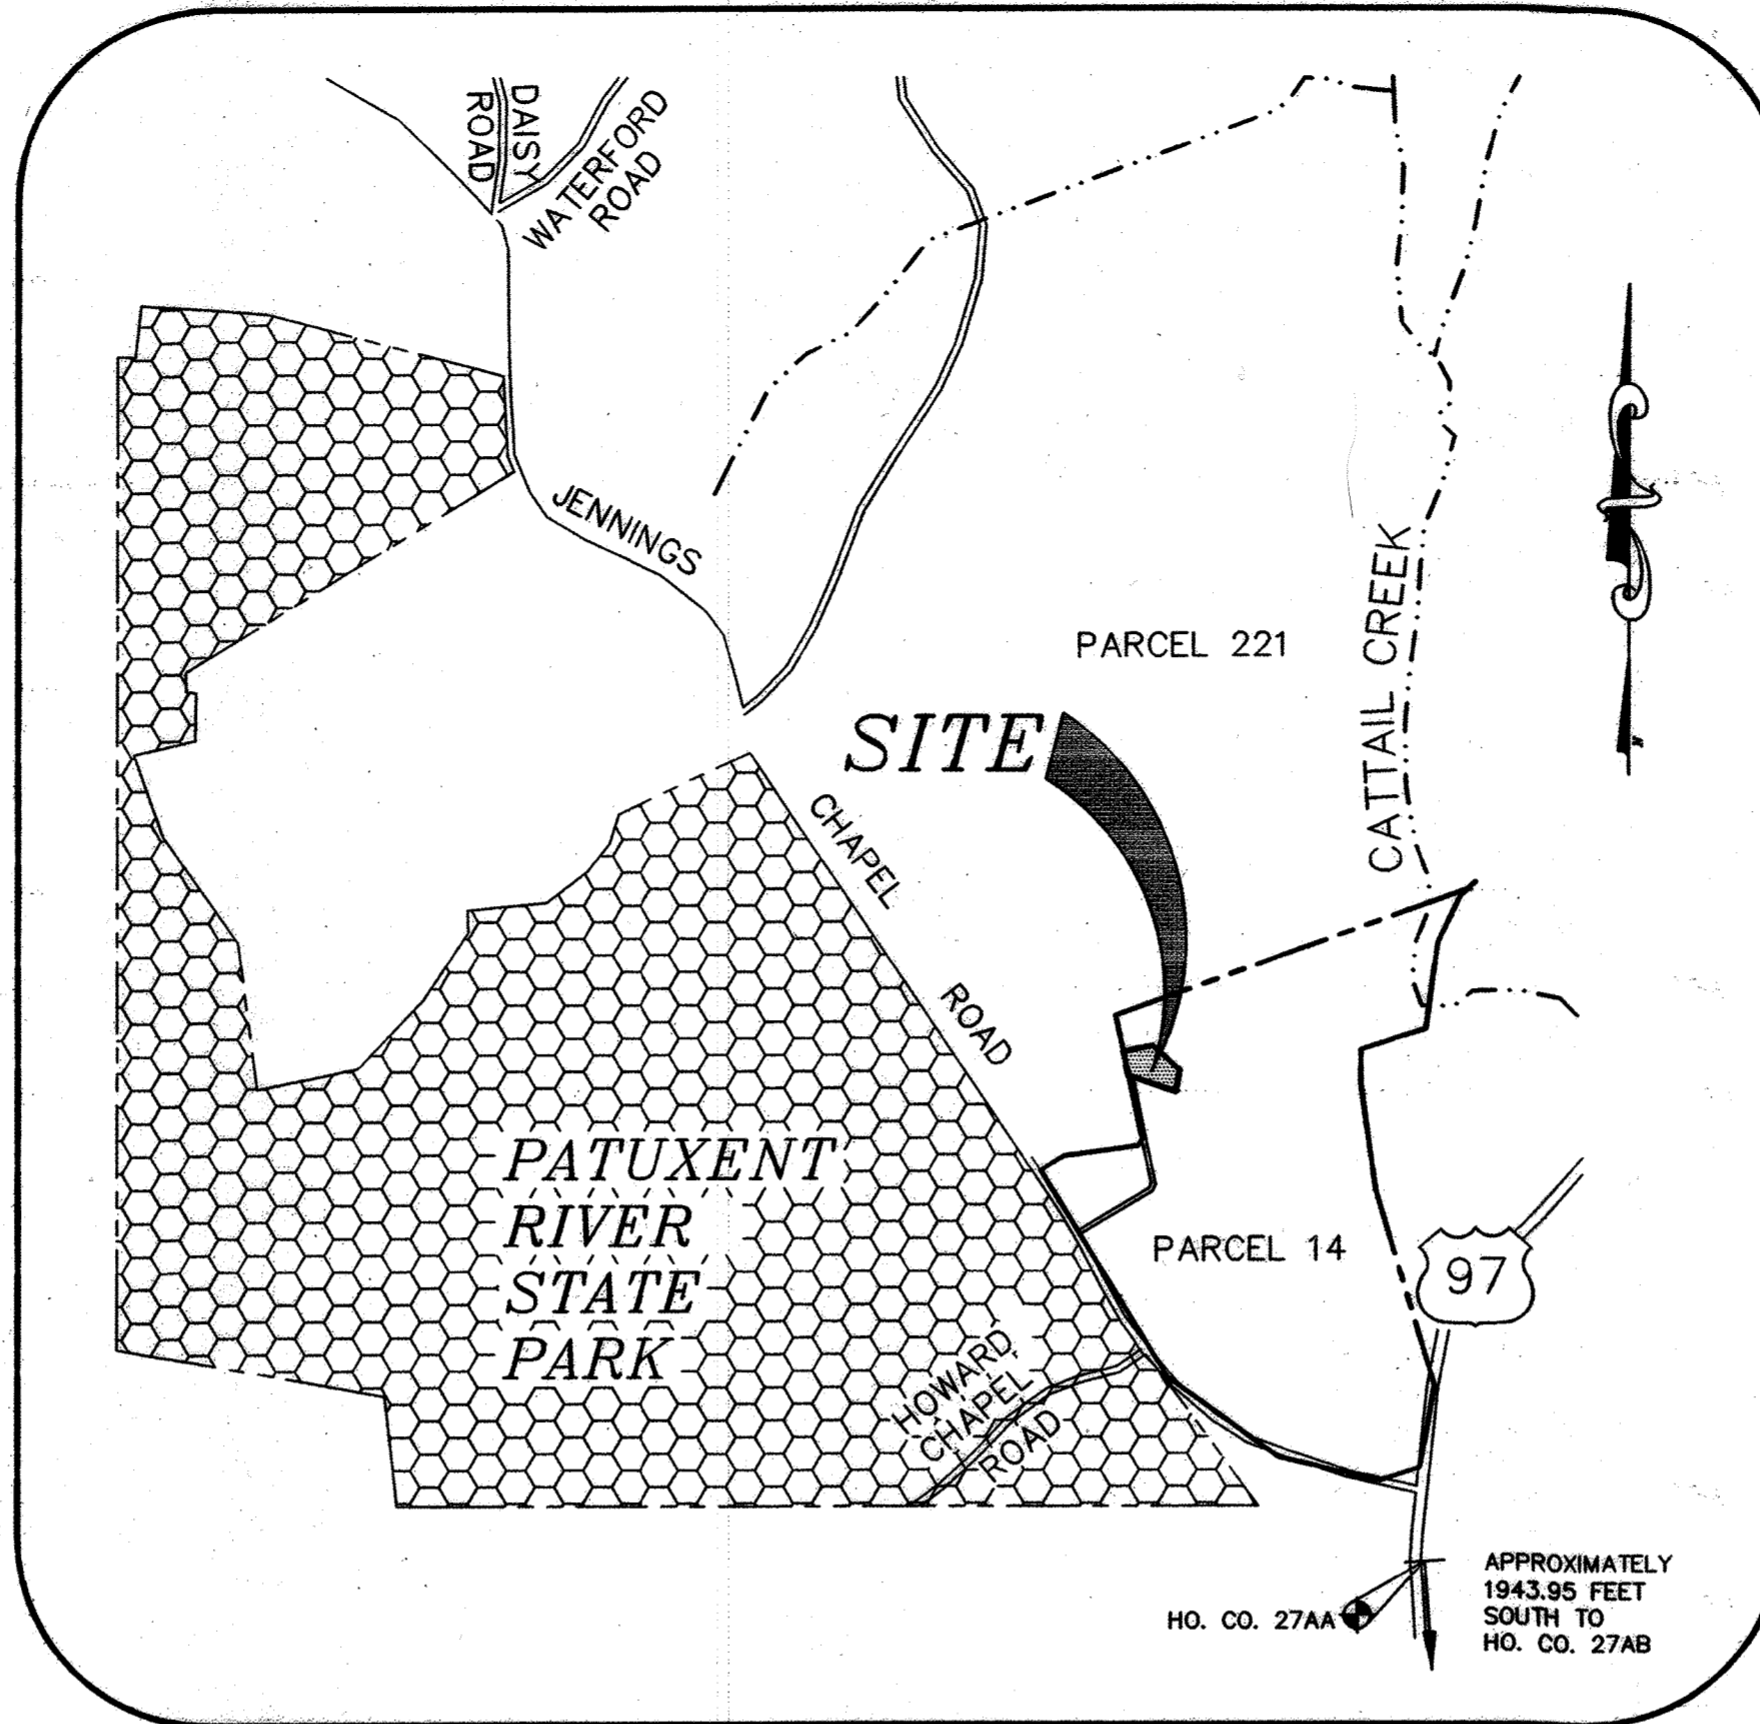 DAISY
ROAD
WATERFORD
ROAD
JENNINGS
PARCEL 221
CATTAIL CREEK
SITE
CHAPEL
ROAD
PATUXENT
RIVER
STATE
PARK
PARCEL 14
97
HOWARD
CHAPEL
ROAD
HO. CO. 27AA
APPROXIMATELY
1943.95 FEET
SOUTH TO
HO. CO. 27AB